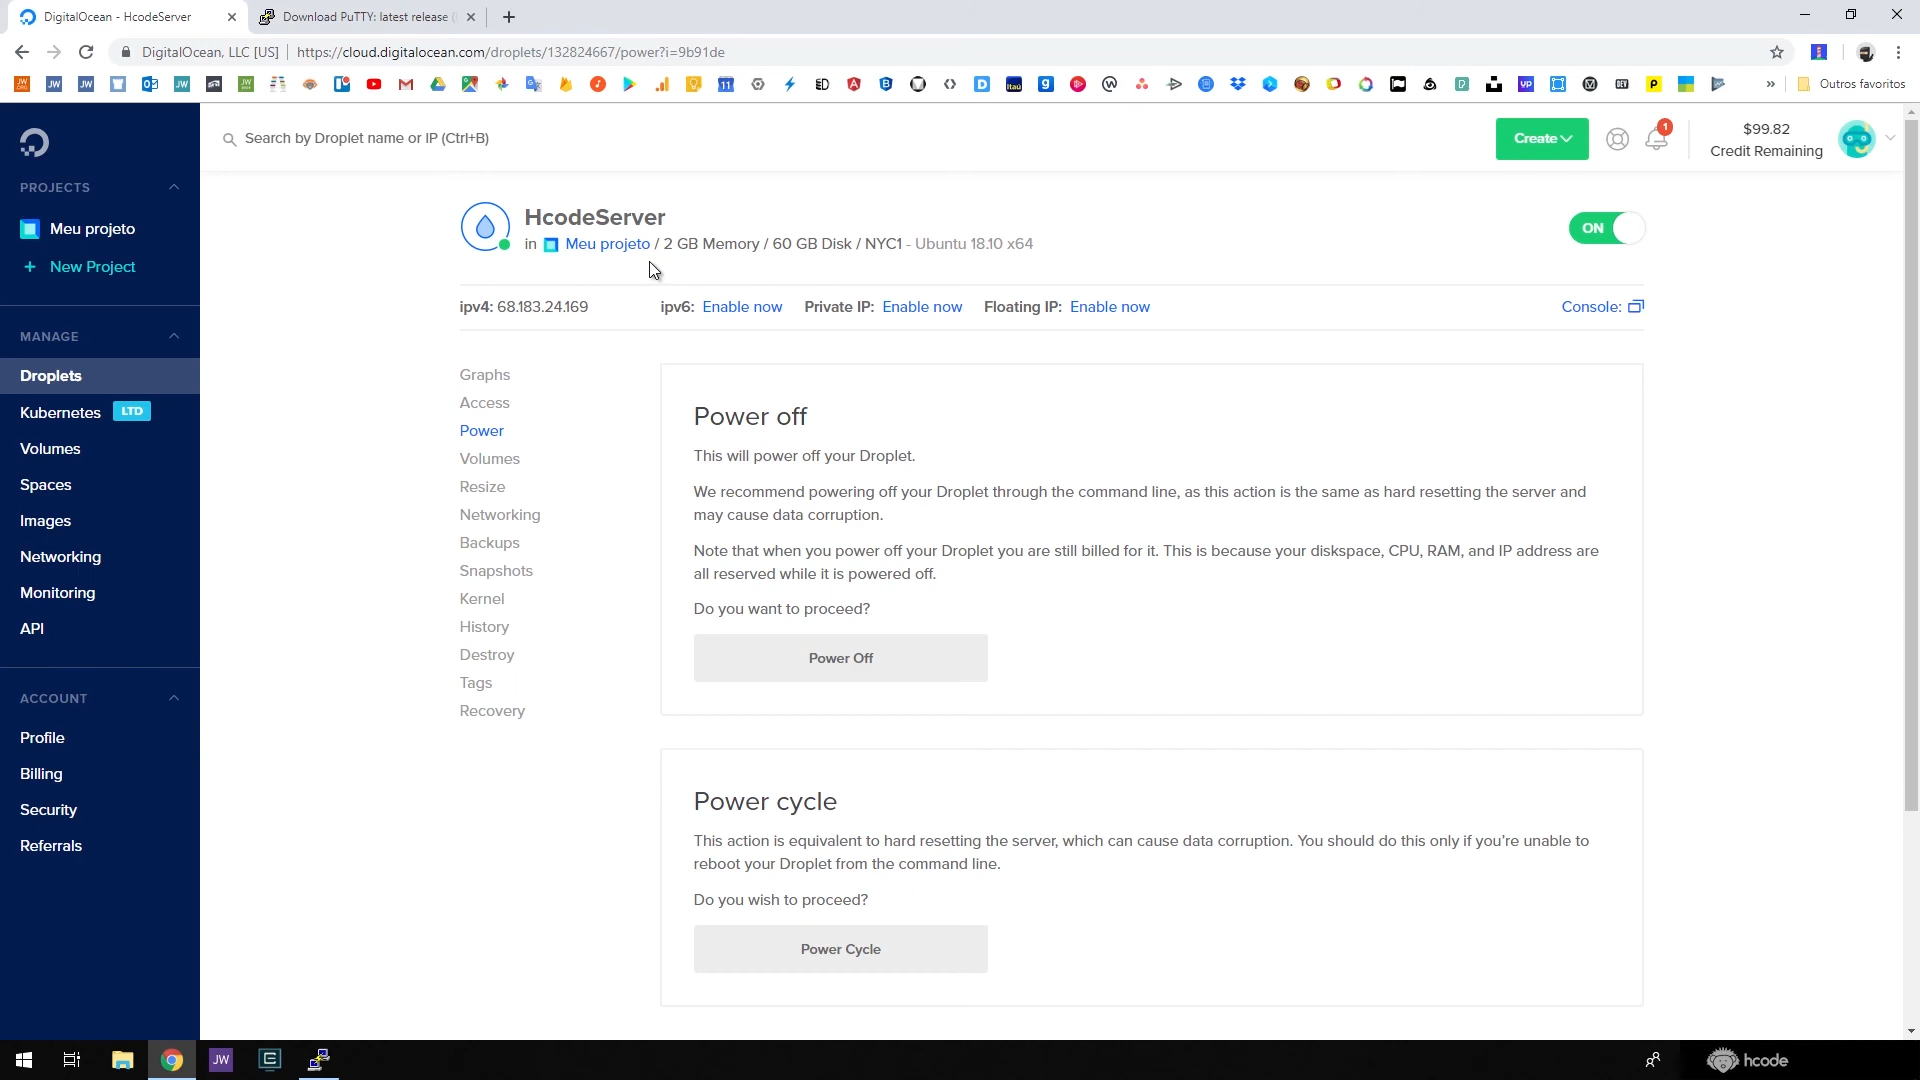 DigitalOcean - HcodeServer
Download PuTTY: latest release (
DigitalOcean, LLC [US]
https://cloud.digitalocean.com/droplets/132824667/power?i=9b91de
Outros favoritos
Search by Droplet name or IP (Ctrl+B)
Create
1
$99.82
Credit Remaining
PROJECTS
Meu projeto
+ New Project
MANAGE
Droplets
Kubernetes LTD
Volumes
Spaces
Images
Networking
Monitoring
API
ACCOUNT
Profile
Billing
Security
Referrals
HcodeServer
in Meu projeto / 2 GB Memory / 60 GB Disk / NYC1 - Ubuntu 18.10 x64
ON
ipv4: 68.183.24.169 ipv6: Enable now Private IP: Enable now Floating IP: Enable now Console:
Graphs
Access
Power
Volumes
Resize
Networking
Backups
Snapshots
Kernel
History
Destroy
Tags
Recovery
Power off
This will power off your Droplet.
We recommend powering off your Droplet through the command line, as this action is the same as hard resetting the server and
may cause data corruption.
Note that when you power off your Droplet you are still billed for it. This is because your diskspace, CPU, RAM, and IP address are
all reserved while it is powered off.
Do you want to proceed?
Power Off
Power cycle
This action is equivalent to hard resetting the server, which can cause data corruption. You should do this only if you're unable to
reboot your Droplet from the command line.
Do you wish to proceed?
Power Cycle
JW
hcode